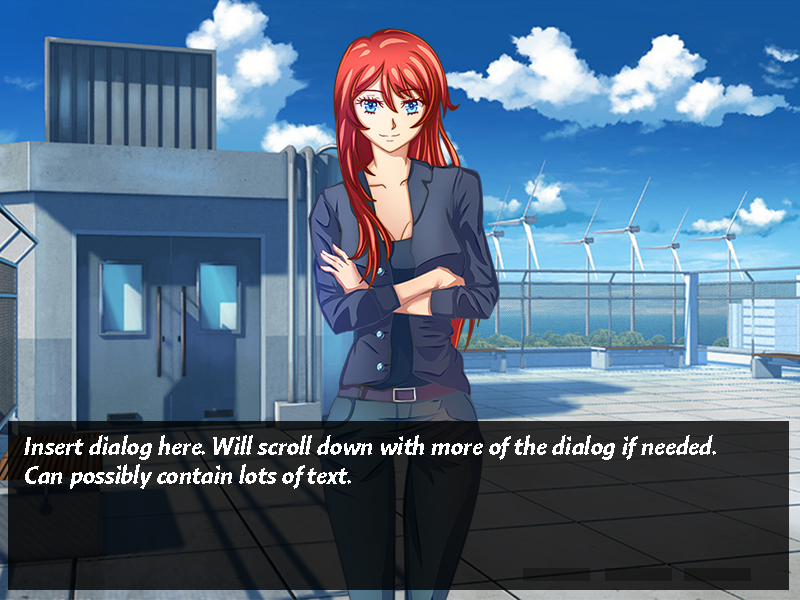 Insert dialog here. Will scroll down with more of the dialog if needed.
Can possibly contain lots of text.